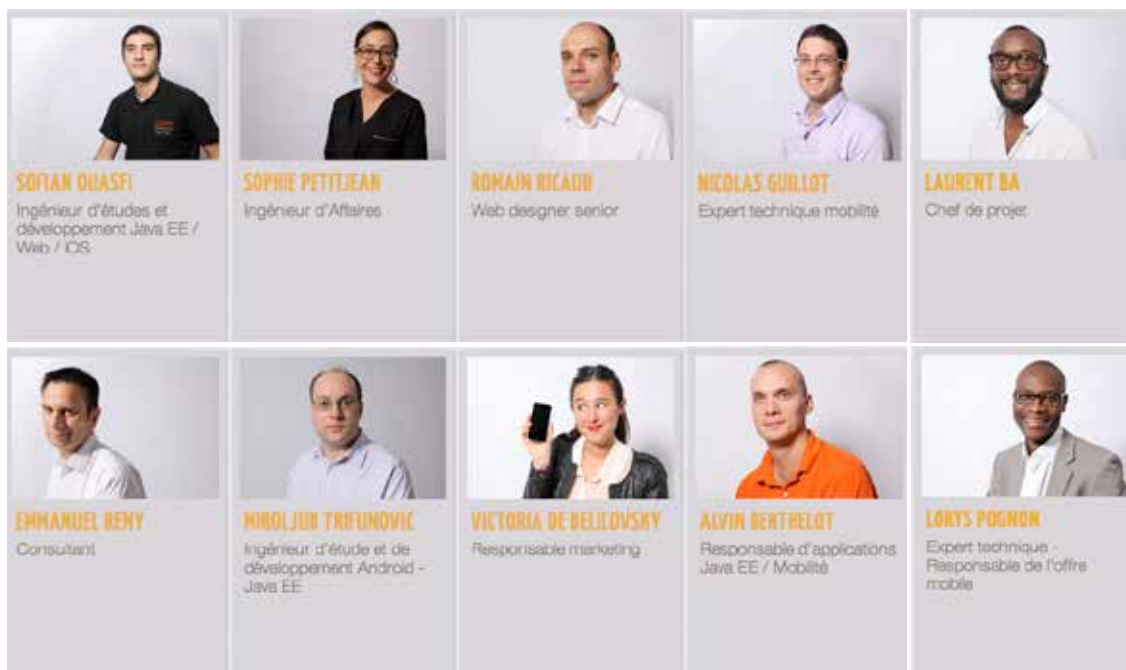 SOFIAN OUASFI
Ingénieur d'études et
développement Java EE /
Web / IOS
SOPHIE PETITJEAN
Ingénieur d'Affaires
ROMAIN RICAUD
Web designer senior
NICOLAS GUILLOT
Expert technique mobilité
LAURENT BA
Chef de projet
EMMANUEL REMY
Consultant
MIROLJUB TRIFUNOVIC
Ingénieur d'étude et de
développement Android -
Java EE
VICTORIA DE BELILOVSKY
Responsable marketing
ALVIN BERTHELOT
Responsable d'applications
Java EE / Mobilité
LORYS POGNON
Expert technique -
Responsable de l'offre
mobile